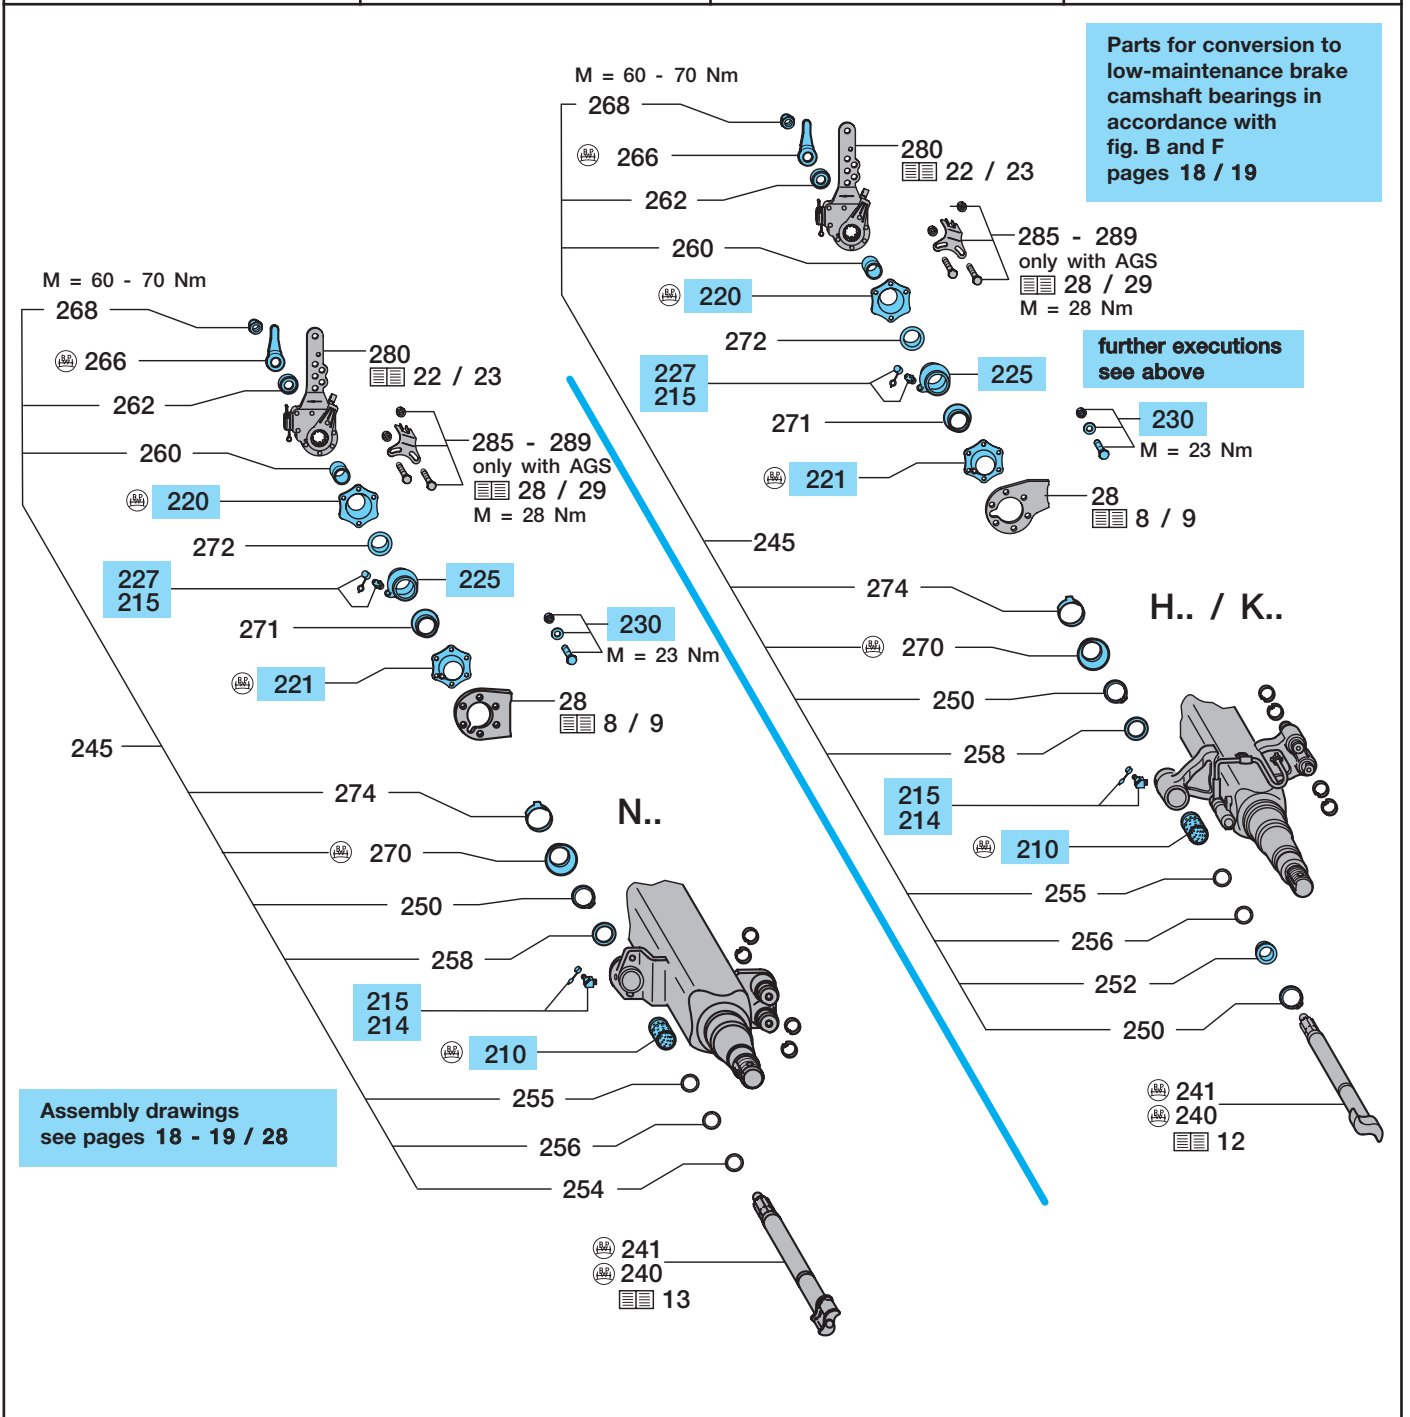 Parts for conversion to
low-maintenance brake
camshaft bearings in
accordance with
fig. B and F
pages 18 / 19
M = 60 - 70 Nm
268
266
280
22 / 23
262
260
285 - 289
only with AGS
28 / 29
M = 28 Nm
220
272
further executions
see above
227
215
225
271
230
M = 23 Nm
221
28
8 / 9
245
274
H.. / K..
270
250
258
215
214
210
255
256
252
250
241
240
12
M = 60 - 70 Nm
268
266
280
22 / 23
262
260
285 - 289
only with AGS
28 / 29
M = 28 Nm
220
272
227
215
225
271
230
M = 23 Nm
221
28
8 / 9
245
274
N..
270
250
258
215
214
210
255
256
254
Assembly drawings
see pages 18 - 19 / 28
241
240
13